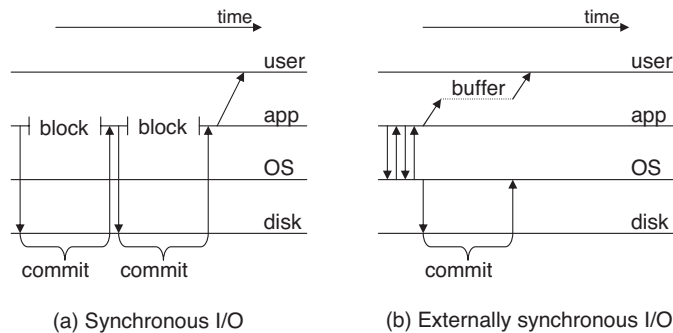 time
user
block
block
app
OS
disk
commit
commit
(a) Synchronous I/O
time
user
buffer
app
OS
disk
commit
(b) Externally synchronous I/O